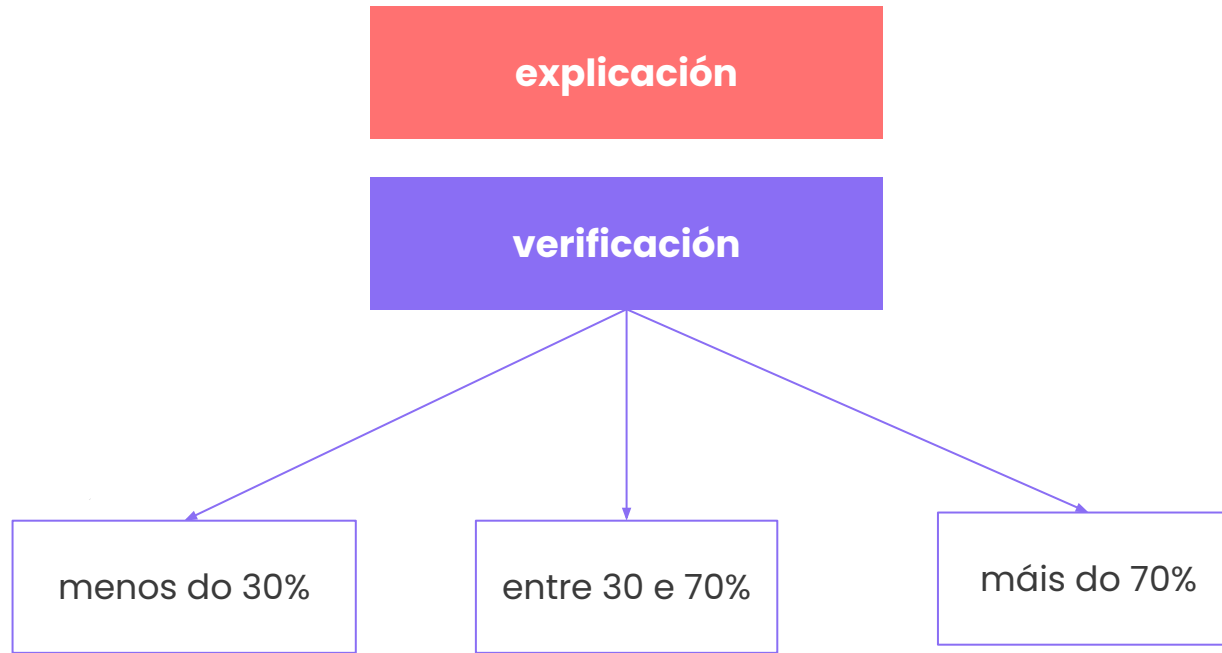 explicación
verificación
menos do 30%
entre 30 e 70%
máis do 70%